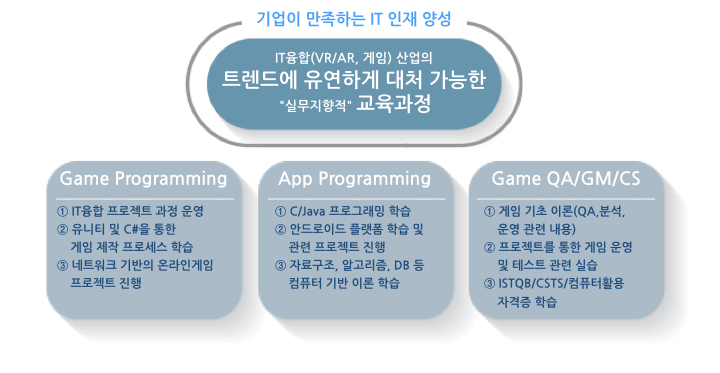 기업이 만족하는 IT 인재 양성
IT융합(VR/AR, 게임) 산업의
트렌드에 유연하게 대처 가능한
"실무지향적" 교육과정
Game Programming
① IT융합 프로젝트 과정 운영
② 유니티 및 C#을 통한
게임 제작 프로세스 학습
③ 네트워크 기반의 온라인게임
프로젝트 진행
App Programming
① C/Java 프로그래밍 학습
② 안드로이드 플랫폼 학습 및
관련 프로젝트 진행
③ 자료구조, 알고리즘, DB 등
컴퓨터 기반 이론 학습
Game QA/GM/CS
① 게임 기초 이론(QA,분석,
운영 관련 내용)
② 프로젝트를 통한 게임 운영
및 테스트 관련 실습
③ ISTQB/CSTS/컴퓨터활용
자격증 학습